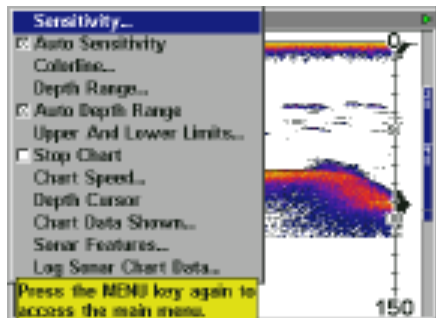 Sensitivity...
Auto Sensitivity
Colorline...
Depth Range...
Auto Depth Range
Upper And Lower Limits...
Stop Chart
Chart Speed...
Depth Cursor
Chart Data Shown...
Sonar Features...
Log Sonar Chart Data...
Press the MENU key again to
access the main menu.
0
150